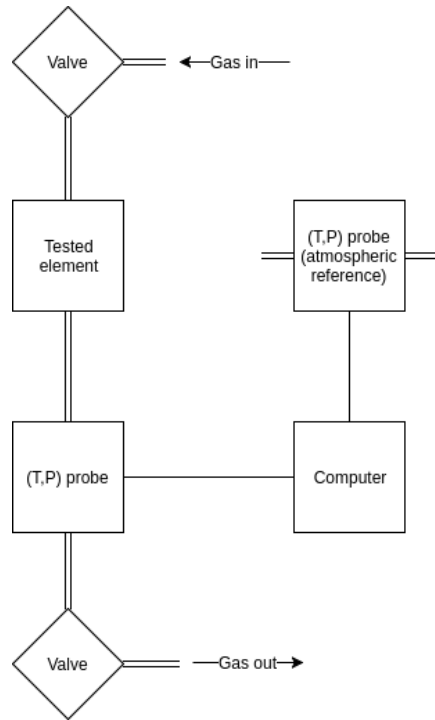 Valve
Gas in
Tested
element
(T,P) probe
(atmospheric
reference)
(T,P) probe
Computer
Valve
Gas out